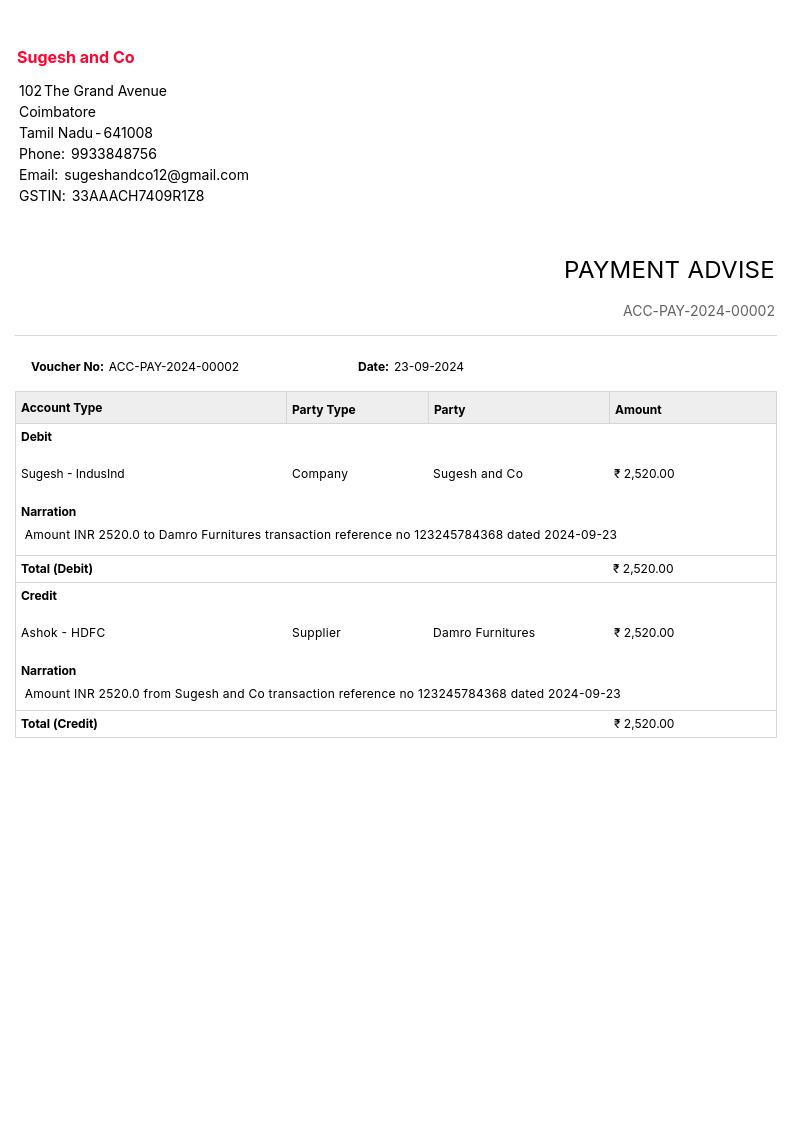 Sugesh and Co
102 The Grand Avenue
Coimbatore
Tamil Nadu - 641008
Phone: 9933848756
Email: sugeshandco12@gmail.com
GSTIN: 33AAACH7409R1Z8
PAYMENT ADVISE
ACC-PAY-2024-00002
Voucher No: ACC-PAY-2024-00002 Date: 23-09-2024
Account Type Party Type Party Amount
Debit
Sugesh - IndusInd Company Sugesh and Co ₹ 2,520.00
Narration
Amount INR 2520.0 to Damro Furnitures transaction reference no 123245784368 dated 2024-09-23
Total (Debit) ₹ 2,520.00
Credit
Ashok - HDFC Supplier Damro Furnitures ₹ 2,520.00
Narration
Amount INR 2520.0 from Sugesh and Co transaction reference no 123245784368 dated 2024-09-23
Total (Credit) ₹ 2,520.00